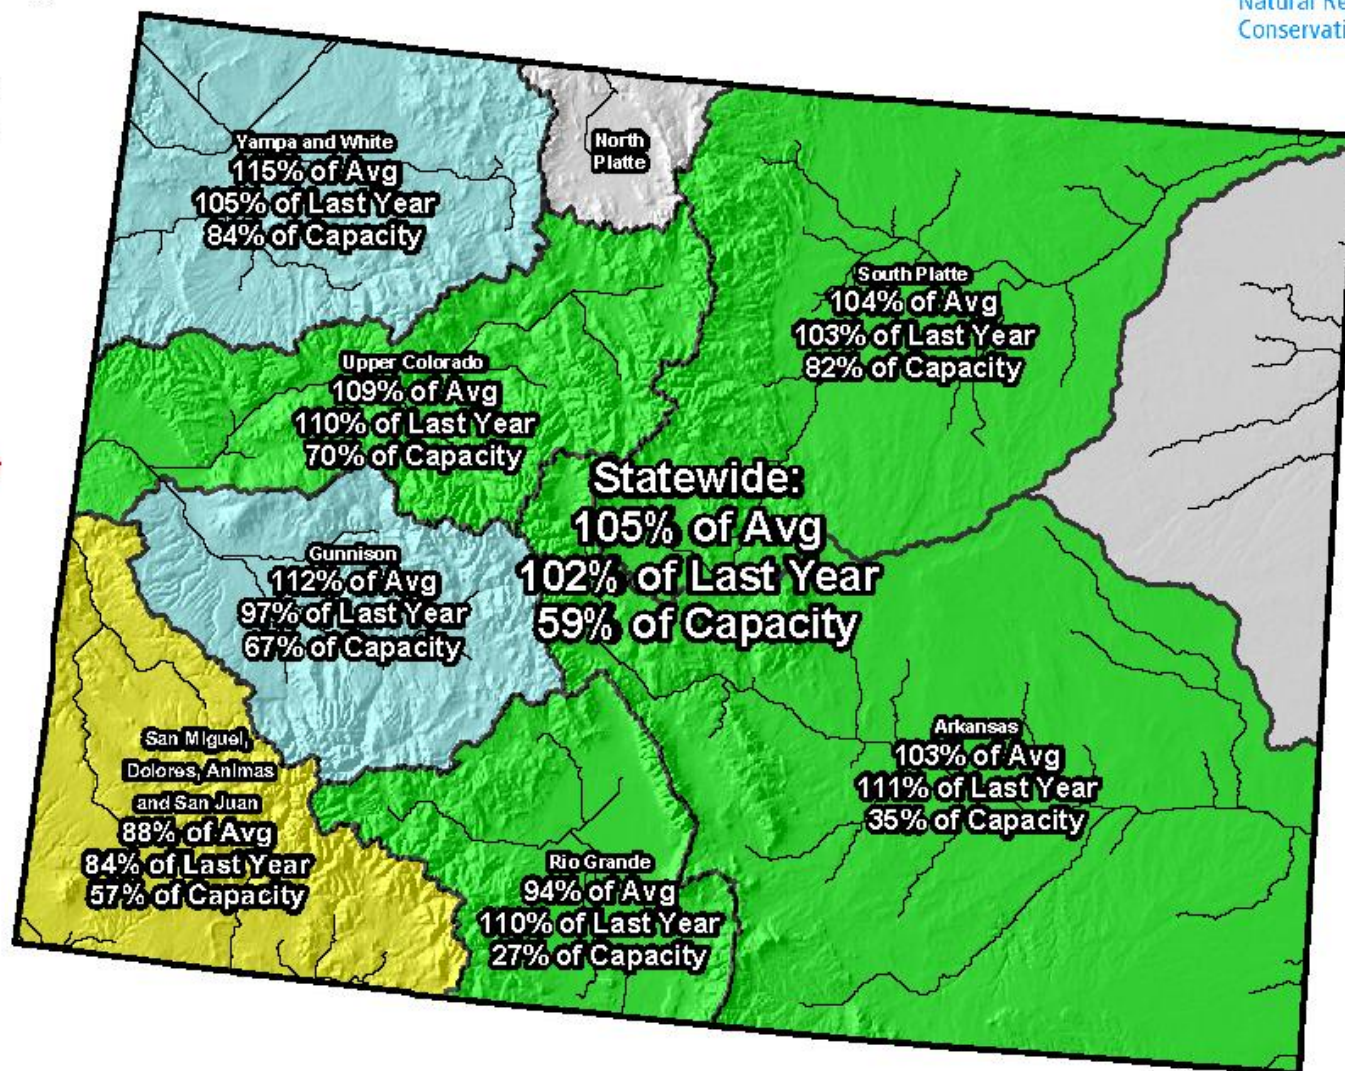 Natural Re
Conservati
Yampa and White
115% of Avg
105% of Last Year
84% of Capacity
North
Platte
South Platte
104% of Avg
103% of Last Year
82% of Capacity
Upper Colorado
109% of Avg
110% of Last Year
70% of Capacity
Statewide:
105% of Avg
102% of Last Year
59% of Capacity
Gunnison
112% of Avg
97% of Last Year
67% of Capacity
San Miguel,
Dolores, Animas
and San Juan
88% of Avg
84% of Last Year
57% of Capacity
Arkansas
103% of Avg
111% of Last Year
35% of Capacity
Rio Grande
94% of Avg
110% of Last Year
27% of Capacity